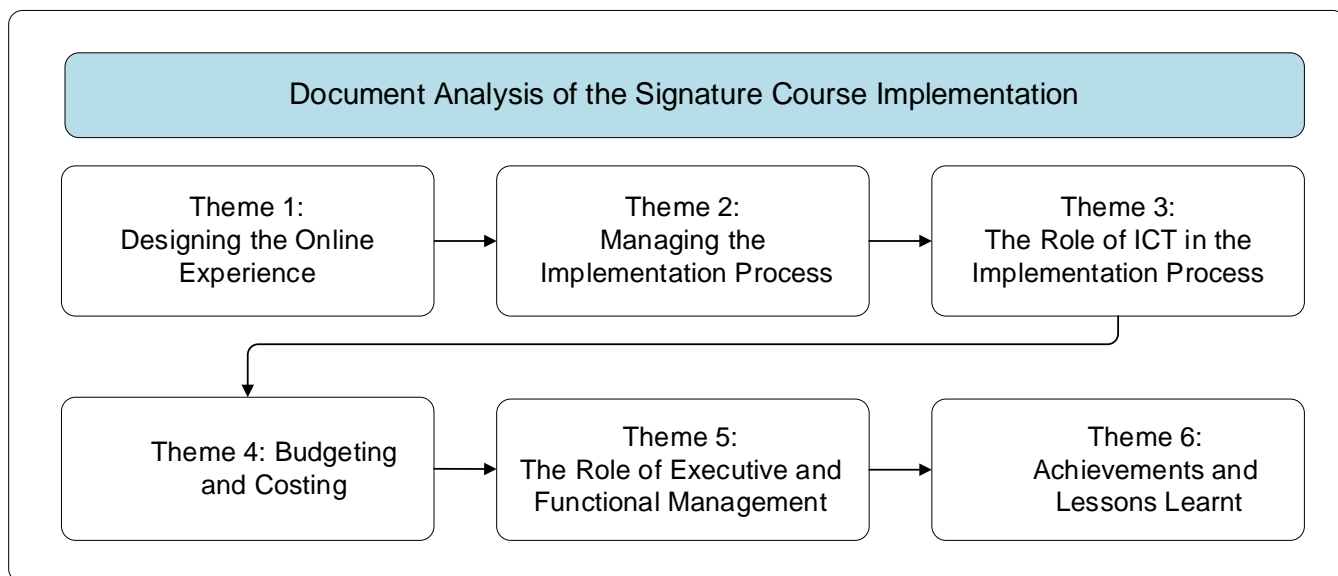 Document Analysis of the Signature Course Implementation
Theme 1:
Designing the Online
Experience
Theme 2:
Managing the
Implementation Process
Theme 3:
The Role of ICT in the
Implementation Process
Theme 4: Budgeting
and Costing
Theme 5:
The Role of Executive and
Functional Management
Theme 6:
Achievements and
Lessons Learnt